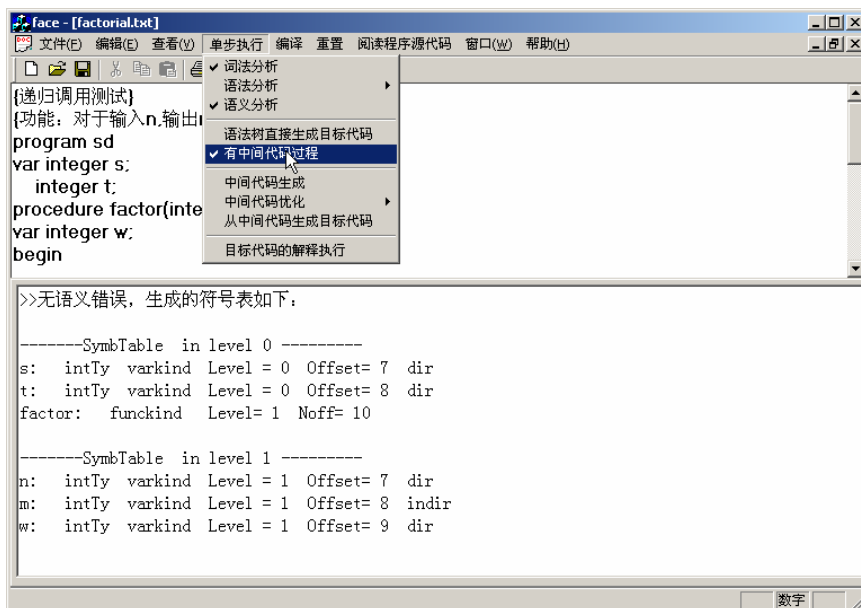 face - [factorial.txt]
文件(F) 编辑(E) 查看(V) 单步执行 编译 重置 阅读程序源代码 窗口(W) 帮助(H)
词法分析
语法分析
语义分析
语法树直接生成目标代码
有中间代码过程
中间代码生成
中间代码优化
从中间代码生成目标代码
目标代码的解释执行
{递归调用测试}
{功能：对于输入n,输出
program sd
var integer s;
integer t;
procedure factor(inte
var integer w;
begin
>>无语义错误，生成的符号表如下：
-------SymbTable in level 0 ---------
s: intTy varkind Level = 0 Offset= 7 dir
t: intTy varkind Level = 0 Offset= 8 dir
factor: funckind Level= 1 Noff= 10
-------SymbTable in level 1 ---------
n: intTy varkind Level = 1 Offset= 7 dir
m: intTy varkind Level = 1 Offset= 8 indir
w: intTy varkind Level = 1 Offset= 9 dir
数字